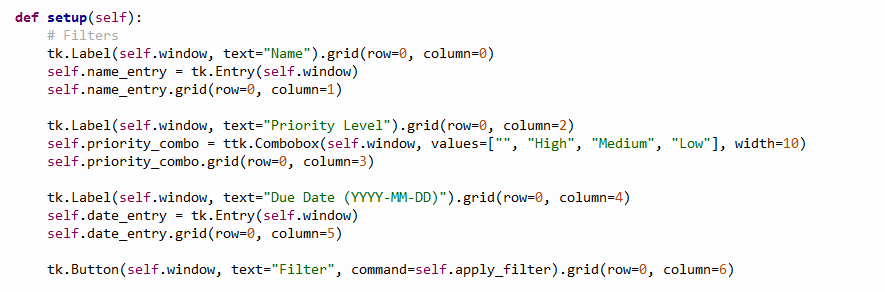 def setup(self):
    # Filters
    tk.Label(self.window, text="Name").grid(row=0, column=0)
    self.name_entry = tk.Entry(self.window)
    self.name_entry.grid(row=0, column=1)

    tk.Label(self.window, text="Priority Level").grid(row=0, column=2)
    self.priority_combo = ttk.Combobox(self.window, values=["", "High", "Medium", "Low"], width=10)
    self.priority_combo.grid(row=0, column=3)

    tk.Label(self.window, text="Due Date (YYYY-MM-DD)").grid(row=0, column=4)
    self.date_entry = tk.Entry(self.window)
    self.date_entry.grid(row=0, column=5)

    tk.Button(self.window, text="Filter", command=self.apply_filter).grid(row=0, column=6)